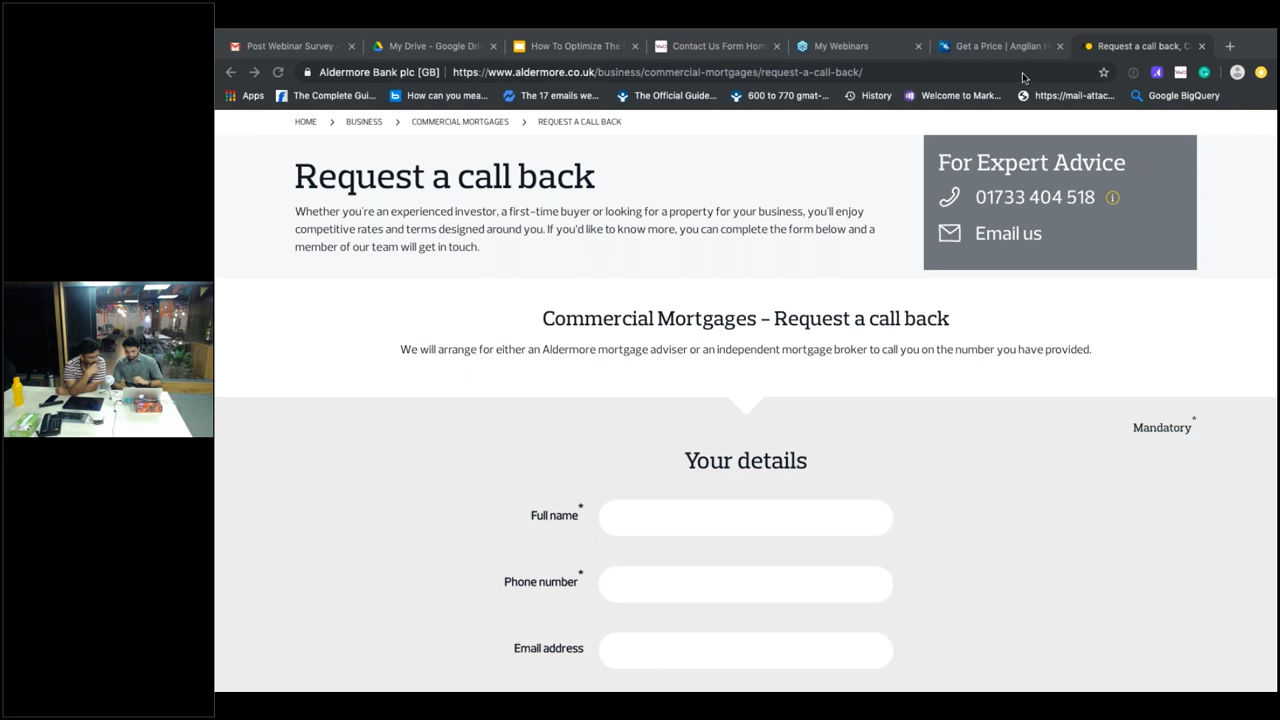 Post Webinar Survey -
My Drive - Google Dri
How To Optimize The
Contact Us Form Hom
My Webinars
Get a Price | Anglian H
Request a call back, C
Aldermore Bank plc [GB] https://www.aldermore.co.uk/business/commercial-mortgages/request-a-call-back/
Apps The Complete Gui... How can you mea... The 17 emails we... The Official Guide... 600 to 770 gmat-... History Welcome to Mark... https://mail-attac... Google BigQuery
HOME > BUSINESS > COMMERCIAL MORTGAGES > REQUEST A CALL BACK
Request a call back
Whether you're an experienced investor, a first-time buyer or looking for a property for your business, you'll enjoy
competitive rates and terms designed around you. If you'd like to know more, you can complete the form below and a
member of our team will get in touch.
For Expert Advice
01733 404 518
Email us
Commercial Mortgages – Request a call back
We will arrange for either an Aldermore mortgage adviser or an independent mortgage broker to call you on the number you have provided.
Mandatory*
Your details
Full name*
Phone number*
Email address